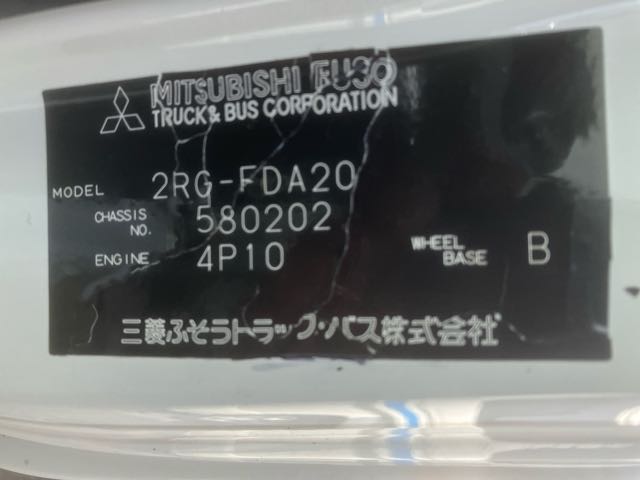 MITSUBISHI FUSO
TRUCK & BUS CORPORATION
MODEL 2RG-FDA20
CHASSIS NO. 580202
ENGINE 4P10 WHEEL BASE B
三菱ふそうトラック・バス株式会社